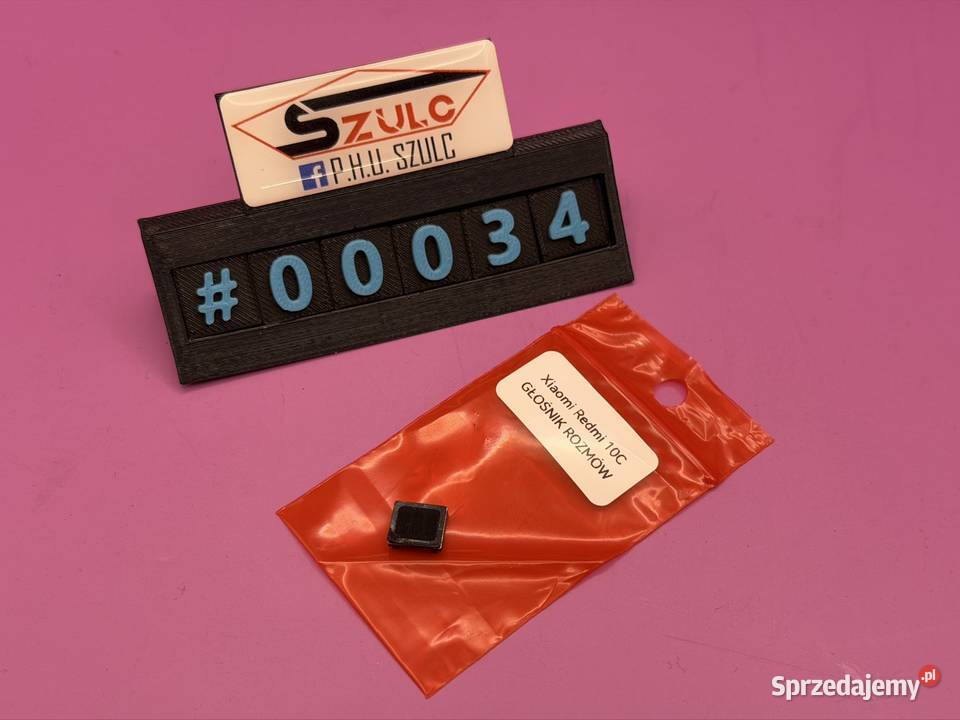 SZULC
P.H.U. SZULC
#00034
Xiaomi Redmi 10C
GŁOŚNIK ROZMÓW
Sprzedajemy.pl